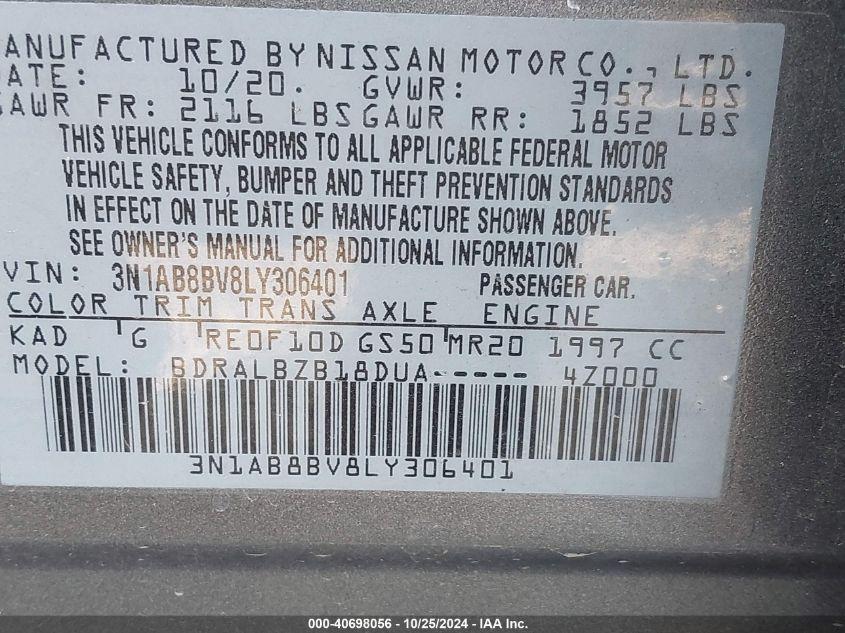 ANUFACTURED BY NISSAN MOTOR CO., LTD.
ATE: 10/20. GVWR: 3957 LBS
GAWR FR: 2116 LBS GAWR RR: 1852 LBS
THIS VEHICLE CONFORMS TO ALL APPLICABLE FEDERAL MOTOR
VEHICLE SAFETY, BUMPER AND THEFT PREVENTION STANDARDS
IN EFFECT ON THE DATE OF MANUFACTURE SHOWN ABOVE.
SEE OWNER'S MANUAL FOR ADDITIONAL INFORMATION.
VIN: 3N1AB8BV8LY306401 PASSENGER CAR.
COLOR TRIM TRANS AXLE ENGINE
KAD G RE0F10D GS50 MR20 1997 CC
MODEL: BDRALBZB18DUA----- 4Z000
3N1AB8BV8LY306401
000-40698056 - 10/25/2024 - IAA Inc.